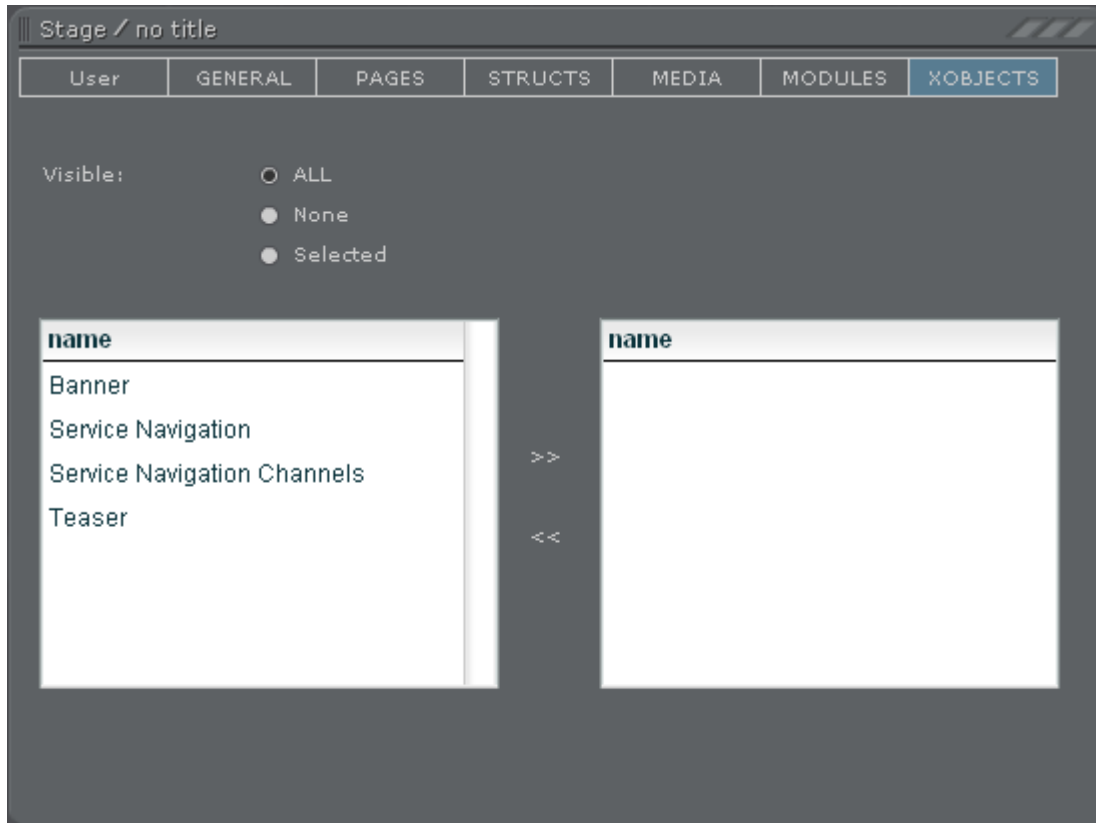 Stage / no title
User GENERAL PAGES STRUCTS MEDIA MODULES XOBJECTS
Visible: ALL
None
Selected
name name
Banner
Service Navigation
Service Navigation Channels
>>
Teaser
<<